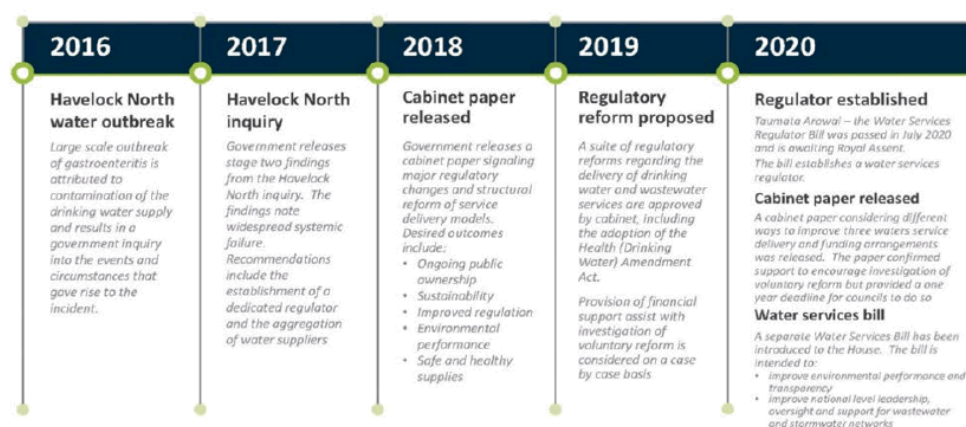 2016
Havelock North
water outbreak
Large scale outbreak
of gastroenteritis is
attributed to
contamination of the
drinking water supply
and results in a
government inquiry
into the events and
circumstances that
gave rise to the
incident.
2017
Havelock North
inquiry
Government releases
stage two findings
from the Havelock
North inquiry. The
findings note
widespread systemic
failure.
Recommendations
include the
establishment of a
dedicated regulator
and the aggregation
of water suppliers
2018
Cabinet paper
released
Government releases a
cabinet paper signaling
major regulatory
changes and structural
reform of service
delivery models.
Desired outcomes
include:
• Ongoing public
ownership
• Sustainability
• Improved regulation
• Environmental
performance
• Safe and healthy
supplies
2019
Regulatory
reform proposed
A suite of regulatory
reforms regarding the
delivery of drinking
water and wastewater
services are approved
by cabinet, including
the adoption of the
Health (Drinking
Water) Amendment
Act.
Provision of financial
support assist with
investigation of
voluntary reform is
considered on a case
by case basis
2020
Regulator established
Taumata Arowai – the Water Services
Regulator Bill was passed in July 2020
and is awaiting Royal Assent.
The bill establishes a water services
regulator.
Cabinet paper released
A cabinet paper considering different
ways to improve three waters service
delivery and funding arrangements
was released. The paper confirmed
support to encourage investigation of
voluntary reform but provided a one
year deadline for councils to do so
Water services bill
A separate Water Services Bill has been
introduced to the House. The bill is
intended to:
• improve environmental performance and
transparency
• improve national level leadership,
oversight and support for wastewater
and stormwater networks